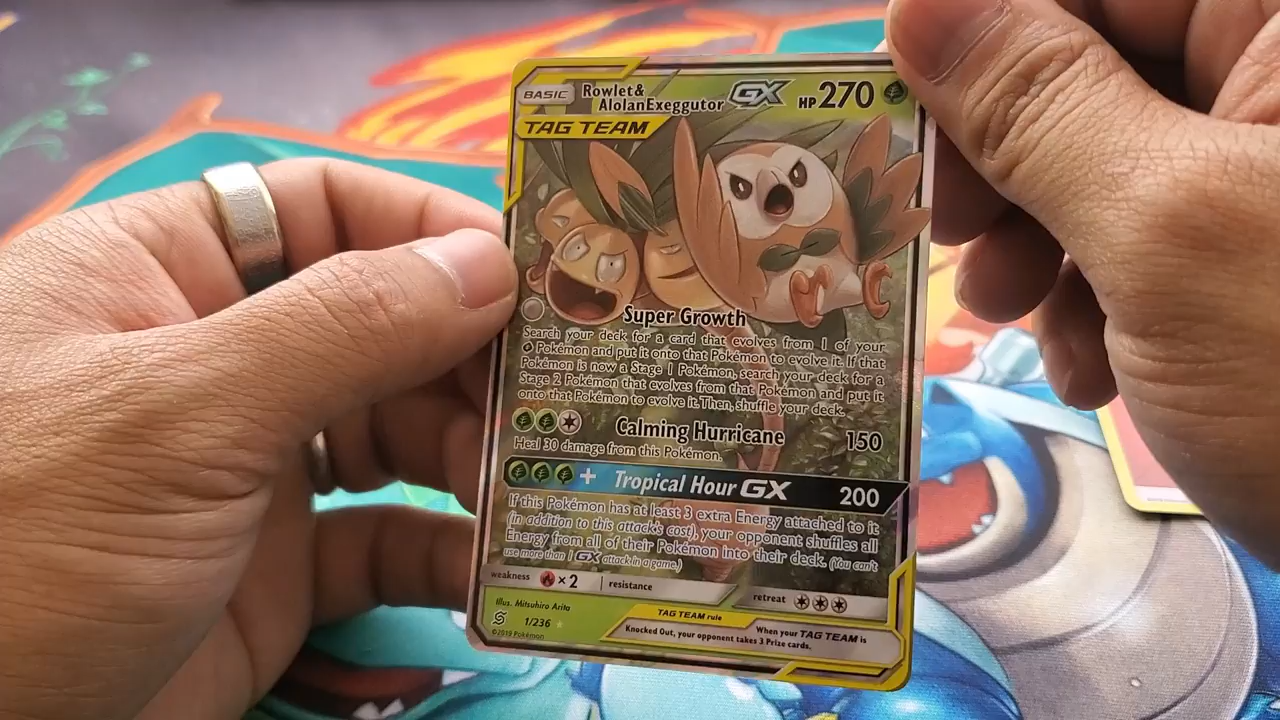 BASIC Rowlet& AlolanExeggutor GX HP270
TAG TEAM
Super Growth
Search your deck for a card that evolves from 1 of your
Pokémon and put it onto that Pokémon to evolve it. If that
Pokémon is now a Stage 1 Pokémon, search your deck for a
Stage 2 Pokémon that evolves from that Pokémon and put it
onto that Pokémon to evolve it. Then, shuffle your deck.
Calming Hurricane 150
Heal 30 damage from this Pokémon.
+ Tropical Hour GX 200
If this Pokémon has at least 3 extra Energy attached to it
(in addition to this attack's cost), your opponent shuffles all
Energy from all of their Pokémon into their deck. (You can't
use more than 1 GX attack in a game.)
weakness ×2 resistance retreat
Illus. Mitsuhiro Arita
1/236
©2019 Pokémon
TAG TEAM rule
When your TAG TEAM is
Knocked Out, your opponent takes 3 Prize cards.